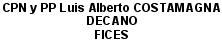 CPN y PP Luis Alberto COSTAMAGNA
DECANO
FICES